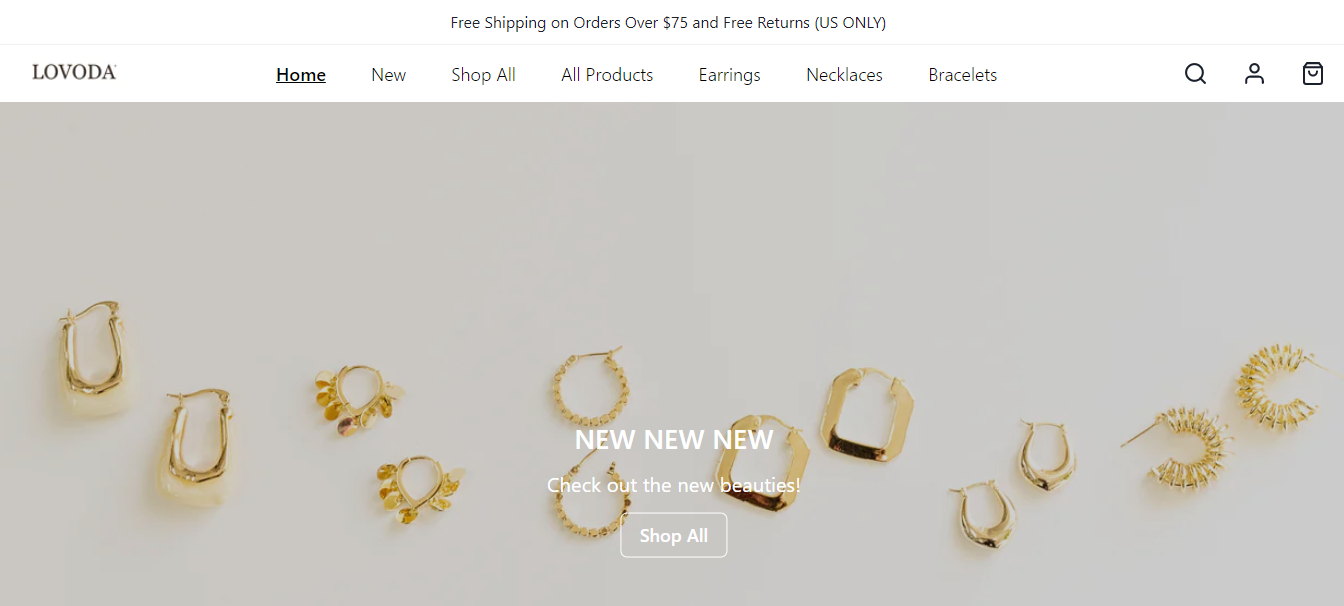 Free Shipping on Orders Over $75 and Free Returns (US ONLY)
LOVODA
Home New Shop All All Products Earrings Necklaces Bracelets
NEW NEW NEW
Check out the new beauties!
Shop All